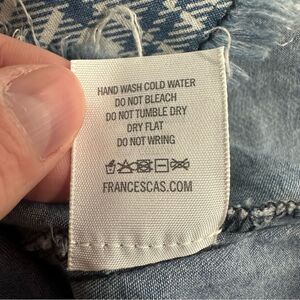 HAND WASH COLD WATER
DO NOT BLEACH
DO NOT TUMBLE DRY
DRY FLAT
DO NOT WRING
FRANCESCAS.COM